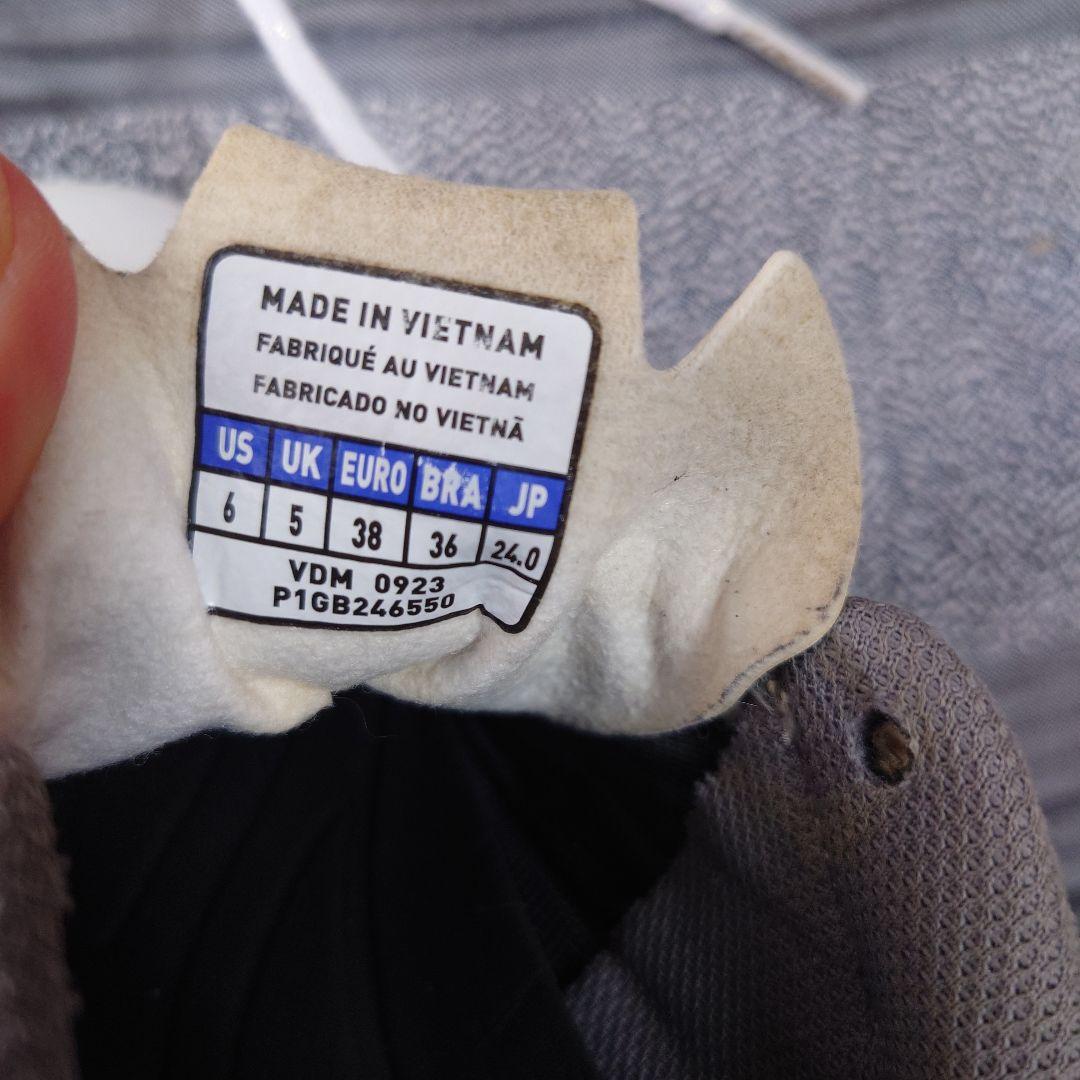 MADE IN VIETNAM
FABRIQUÉ AU VIETNAM
FABRICADO NO VIETNÃ
US UK EURO BRA JP
6 5 38 36 24.0
VDM 0923
P1GB246550